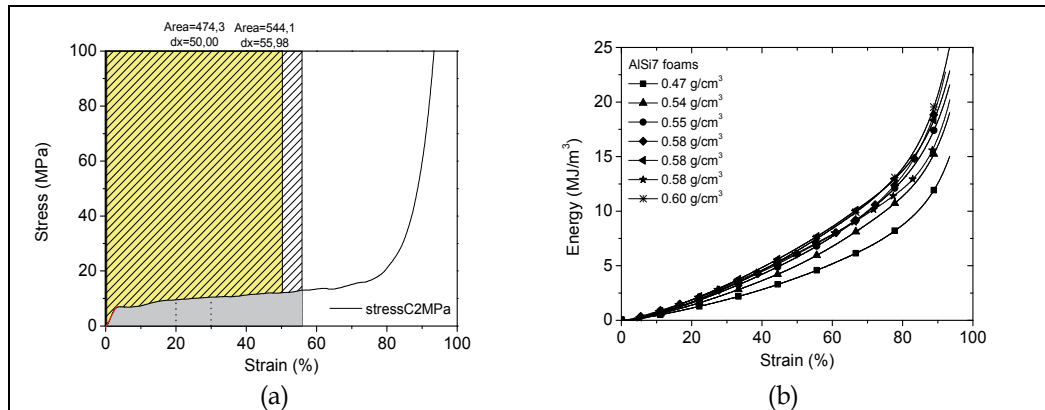 Area=474,3 Area=544,1
dx=50,00 dx=55,98
100
80
60
40
20
0
Stress (MPa)
stressC2MPa
0 20 40 60 80 100
Strain (%)
(a)
25
20
15
10
5
0
Energy (MJ/m³)
AlSi7 foams
0.47 g/cm³
0.54 g/cm³
0.55 g/cm³
0.58 g/cm³
0.58 g/cm³
0.58 g/cm³
0.60 g/cm³
0 20 40 60 80 100
Strain (%)
(b)